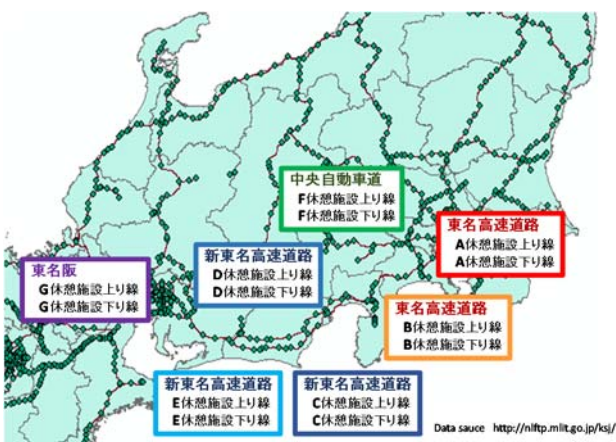 中央自動車道
F休憩施設上り線
F休憩施設下り線
東名高速道路
A休憩施設上り線
A休憩施設下り線
新東名高速道路
D休憩施設上り線
D休憩施設下り線
東名阪
G休憩施設上り線
G休憩施設下り線
東名高速道路
B休憩施設上り線
B休憩施設下り線
新東名高速道路
E休憩施設上り線
E休憩施設下り線
新東名高速道路
C休憩施設上り線
C休憩施設下り線
Data sauce http://nlftp.mlit.go.jp/ksj/